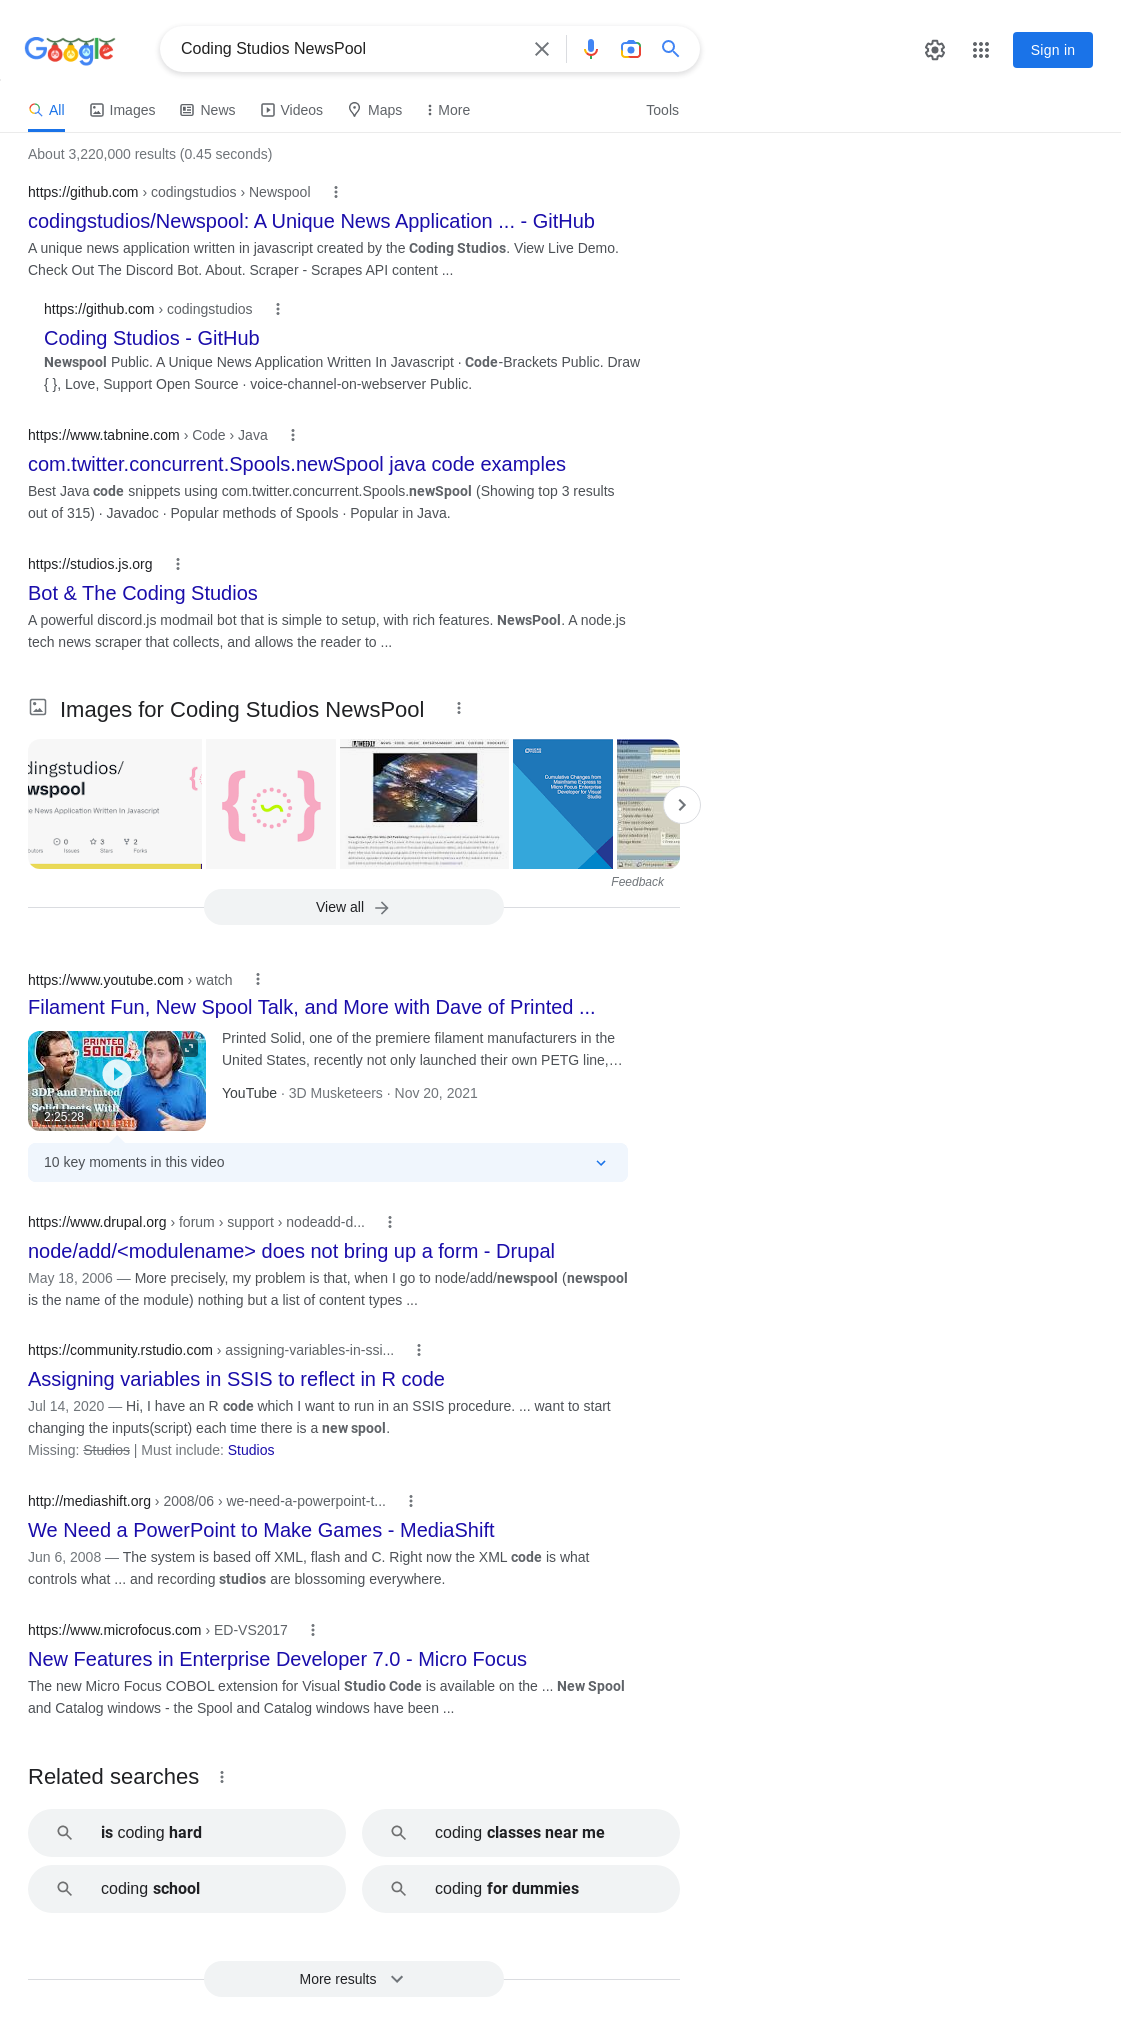 Google
Coding Studios NewsPool
Sign in
All
Images
News
Videos
Maps
More
Tools
About 3,220,000 results (0.45 seconds)
https://github.com › codingstudios › Newspool
codingstudios/Newspool: A Unique News Application ... - GitHub
A unique news application written in javascript created by the Coding Studios. View Live Demo.
Check Out The Discord Bot. About. Scraper - Scrapes API content ...
https://github.com › codingstudios
Coding Studios - GitHub
Newspool Public. A Unique News Application Written In Javascript · Code-Brackets Public. Draw
{ }, Love, Support Open Source · voice-channel-on-webserver Public.
https://www.tabnine.com › Code › Java
com.twitter.concurrent.Spools.newSpool java code examples
Best Java code snippets using com.twitter.concurrent.Spools.newSpool (Showing top 3 results
out of 315) · Javadoc · Popular methods of Spools · Popular in Java.
https://studios.js.org
Bot & The Coding Studios
A powerful discord.js modmail bot that is simple to setup, with rich features. NewsPool. A node.js
tech news scraper that collects, and allows the reader to ...
Images for Coding Studios NewsPool
dingstudios/
wspool
e News Application Written In Javascript
0
Issues
3
Stars
2
Forks
Cumulative Changes from
Mainframe Express to
Micro Focus Enterprise
Developer for Visual
Studio
Feedback
View all
https://www.youtube.com › watch
Filament Fun, New Spool Talk, and More with Dave of Printed ...
PRINTED
SOLID
3DP and Printed
Solid Deets With
2:25:28
Printed Solid, one of the premiere filament manufacturers in the
United States, recently not only launched their own PETG line,…
YouTube · 3D Musketeers · Nov 20, 2021
10 key moments in this video
https://www.drupal.org › forum › support › nodeadd-d...
node/add/<modulename> does not bring up a form - Drupal
May 18, 2006 — More precisely, my problem is that, when I go to node/add/newspool (newspool
is the name of the module) nothing but a list of content types ...
https://community.rstudio.com › assigning-variables-in-ssi...
Assigning variables in SSIS to reflect in R code
Jul 14, 2020 — Hi, I have an R code which I want to run in an SSIS procedure. ... want to start
changing the inputs(script) each time there is a new spool.
Missing: Studios | Must include: Studios
http://mediashift.org › 2008/06 › we-need-a-powerpoint-t...
We Need a PowerPoint to Make Games - MediaShift
Jun 6, 2008 — The system is based off XML, flash and C. Right now the XML code is what
controls what ... and recording studios are blossoming everywhere.
https://www.microfocus.com › ED-VS2017
New Features in Enterprise Developer 7.0 - Micro Focus
The new Micro Focus COBOL extension for Visual Studio Code is available on the ... New Spool
and Catalog windows - the Spool and Catalog windows have been ...
Related searches
is coding hard
coding classes near me
coding school
coding for dummies
More results